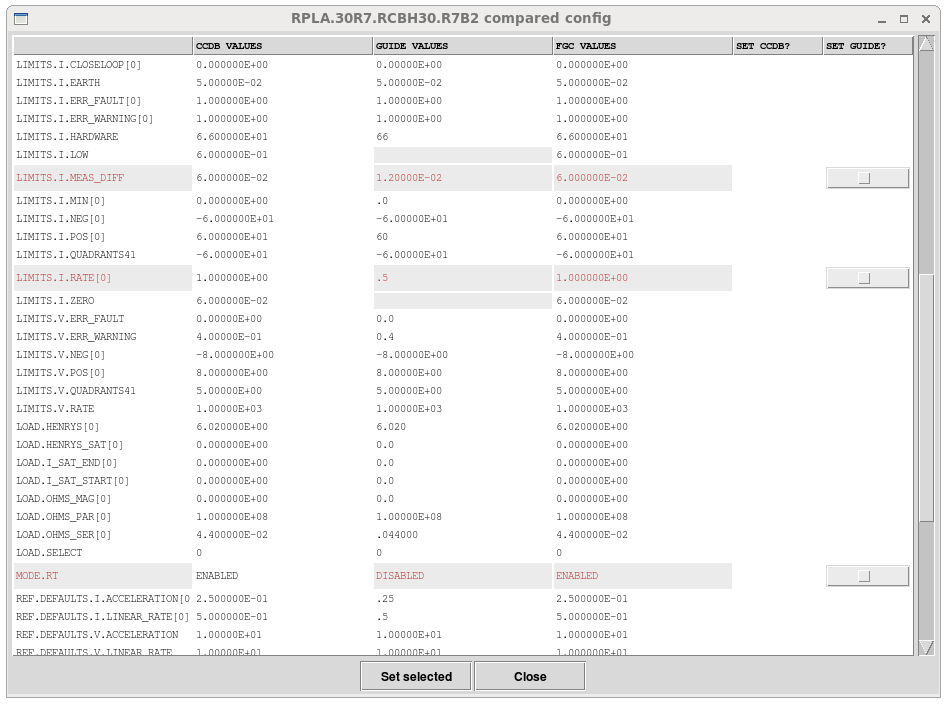 RPLA.30R7.RCBH30.R7B2 compared config
CCDB VALUES GUIDE VALUES FGC VALUES SET CCDB? SET GUIDE?
LIMITS.I.CLOSELOOP[0] 0.000000E+00 0.00000E+00 0.000000E+00
LIMITS.I.EARTH 5.00000E-02 5.00000E-02 5.000000E-02
LIMITS.I.ERR_FAULT[0] 1.000000E+00 1.00000E+00 1.000000E+00
LIMITS.I.ERR_WARNING[0] 1.000000E+00 1.00000E+00 1.000000E+00
LIMITS.I.HARDWARE 6.600000E+01 66 6.600000E+01
LIMITS.I.LOW 6.000000E-01 6.000000E-01
LIMITS.I.MEAS_DIFF 6.000000E-02 1.20000E-02 6.000000E-02
LIMITS.I.MIN[0] 0.000000E+00 .0 0.000000E+00
LIMITS.I.NEG[0] -6.000000E+01 -6.00000E+01 -6.000000E+01
LIMITS.I.POS[0] 6.000000E+01 60 6.000000E+01
LIMITS.I.QUADRANTS41 -6.00000E+01 -6.00000E+01 -6.000000E+01
LIMITS.I.RATE[0] 1.000000E+00 .5 1.000000E+00
LIMITS.I.ZERO 6.000000E-02 6.000000E-02
LIMITS.V.ERR_FAULT 0.00000E+00 0.0 0.000000E+00
LIMITS.V.ERR_WARNING 4.00000E-01 0.4 4.000000E-01
LIMITS.V.NEG[0] -8.000000E+00 -8.00000E+00 -8.000000E+00
LIMITS.V.POS[0] 8.000000E+00 8.00000E+00 8.000000E+00
LIMITS.V.QUADRANTS41 5.00000E+00 5.00000E+00 5.000000E+00
LIMITS.V.RATE 1.00000E+03 1.00000E+03 1.000000E+03
LOAD.HENRYS[0] 6.020000E+00 6.020 6.020000E+00
LOAD.HENRYS_SAT[0] 0.000000E+00 0.0 0.000000E+00
LOAD.I_SAT_END[0] 0.000000E+00 0.0 0.000000E+00
LOAD.I_SAT_START[0] 0.000000E+00 0.0 0.000000E+00
LOAD.OHMS_MAG[0] 0.000000E+00 0.0 0.000000E+00
LOAD.OHMS_PAR[0] 1.000000E+08 1.00000E+08 1.000000E+08
LOAD.OHMS_SER[0] 4.400000E-02 .044000 4.400000E-02
LOAD.SELECT 0 0 0
MODE.RT ENABLED DISABLED ENABLED
REF.DEFAULTS.I.ACCELERATION[0 2.500000E-01 .25 2.500000E-01
REF.DEFAULTS.I.LINEAR_RATE[0] 5.000000E-01 .5 5.000000E-01
REF.DEFAULTS.V.ACCELERATION 1.00000E+01 1.00000E+01 1.000000E+01
REF.DEFAULTS.V.LINEAR_RATE 1.00000E+01 1.00000E+01 1.000000E+01
Set selected Close